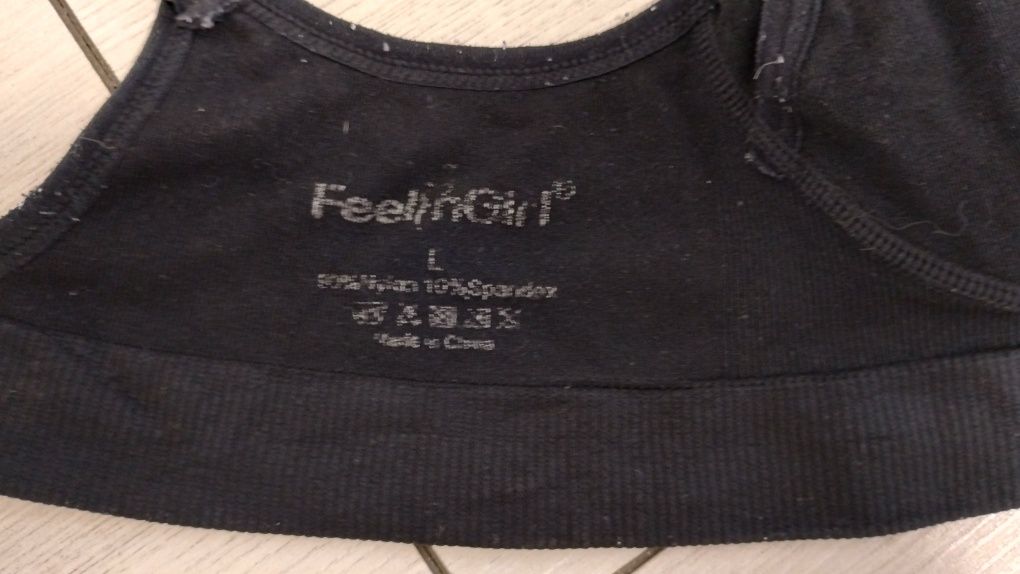 FeelinGirl®
L
90% Nylon 10% Spandex
Made in China